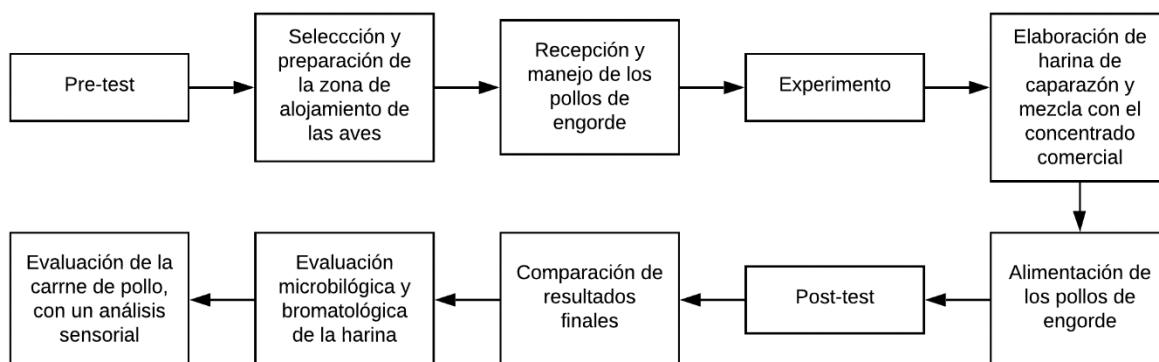 Pre-test
Seleccción y
preparación de
la zona de
alojamiento de
las aves
Recepción y
manejo de los
pollos de
engorde
Experimento
Elaboración de
harina de
caparazón y
mezcla con el
concentrado
comercial
Alimentación de
los pollos de
engorde
Post-test
Comparación de
resultados
finales
Evaluación
microbilógica y
bromatológica
de la harina
Evaluación de la
carrne de pollo,
con un análisis
sensorial